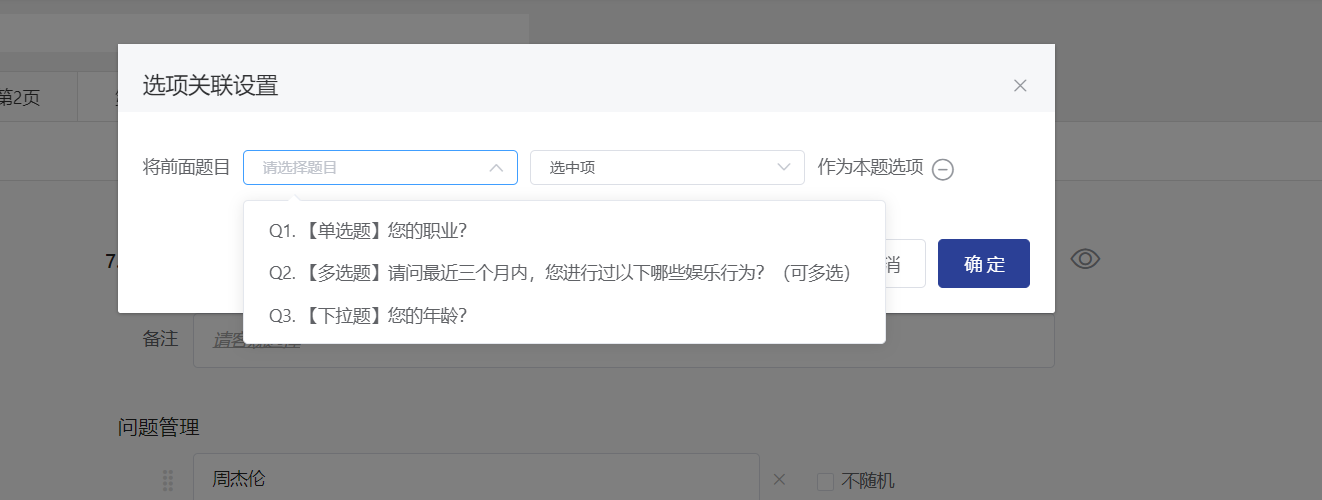 选项关联设置
第2页
将前面题目 请选择题目 选中项 作为本题选项
Q1. 【单选题】您的职业？
Q2. 【多选题】请问最近三个月内，您进行过以下哪些娱乐行为？（可多选）
Q3. 【下拉题】您的年龄？
7.
消 确 定
备注
问题管理
周杰伦 不随机